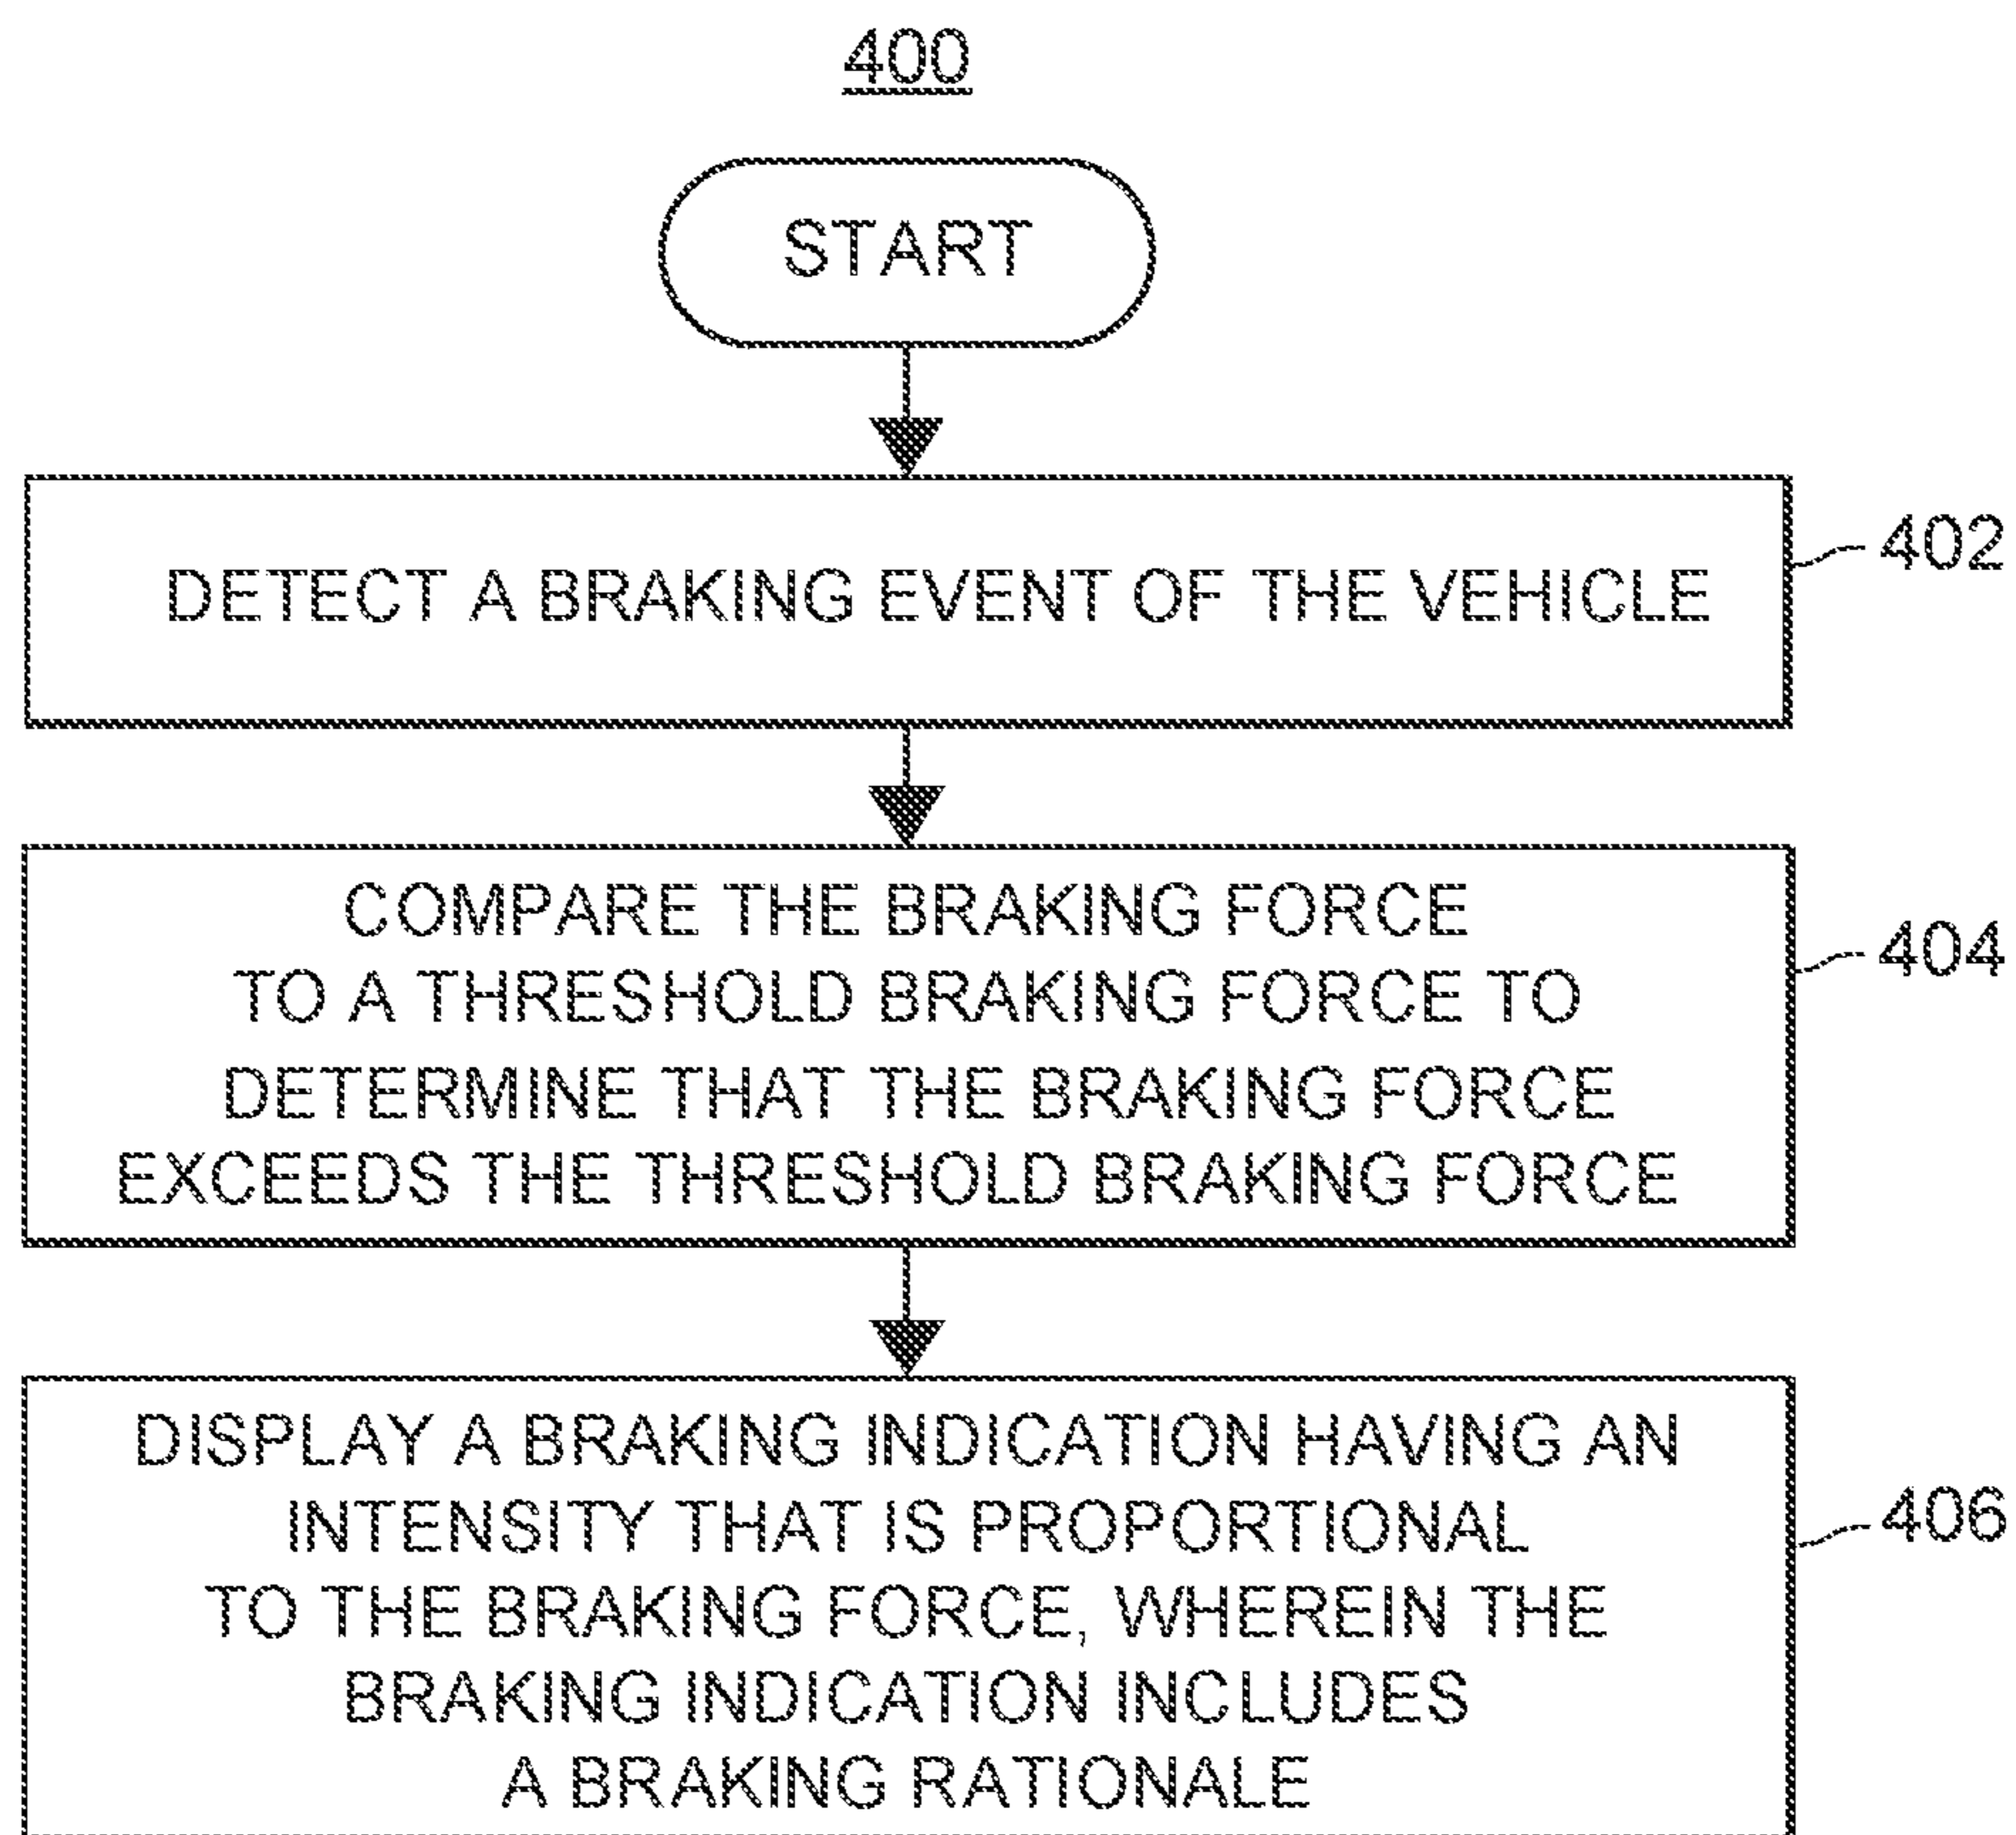 400
START
DETECT A BRAKING EVENT OF THE VEHICLE
402
COMPARE THE BRAKING FORCE
TO A THRESHOLD BRAKING FORCE TO
DETERMINE THAT THE BRAKING FORCE
EXCEEDS THE THRESHOLD BRAKING FORCE
404
DISPLAY A BRAKING INDICATION HAVING AN
INTENSITY THAT IS PROPORTIONAL
TO THE BRAKING FORCE, WHEREIN THE
BRAKING INDICATION INCLUDES
A BRAKING RATIONALE
406